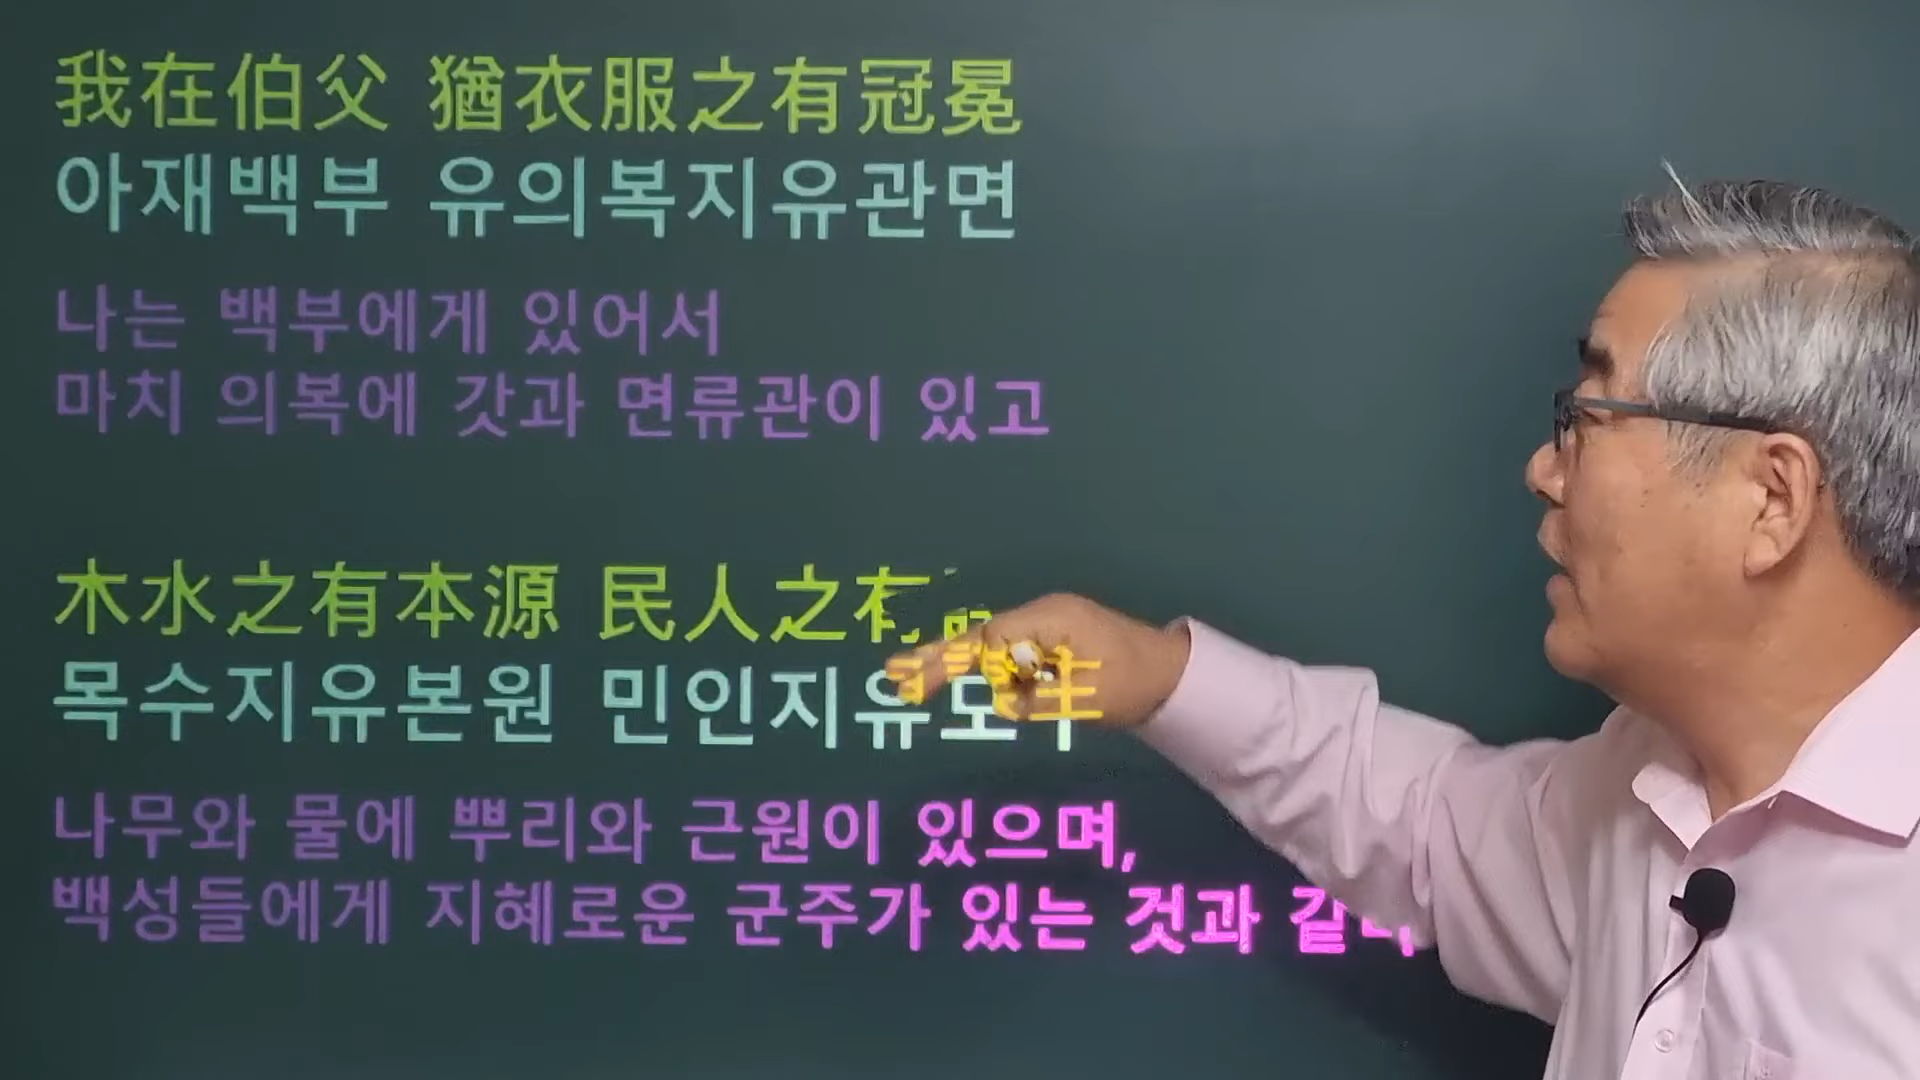 我在伯父 猶衣服之有冠冕
아재백부 유의복지유관면
나는 백부에게 있어서
마치 의복에 갓과 면류관이 있고
木水之有本源 民人之有
목수지유본원 민인지유모
나무와 물에 뿌리와 근원이 있으며,
백성들에게 지혜로운 군주가 있는 것과 같